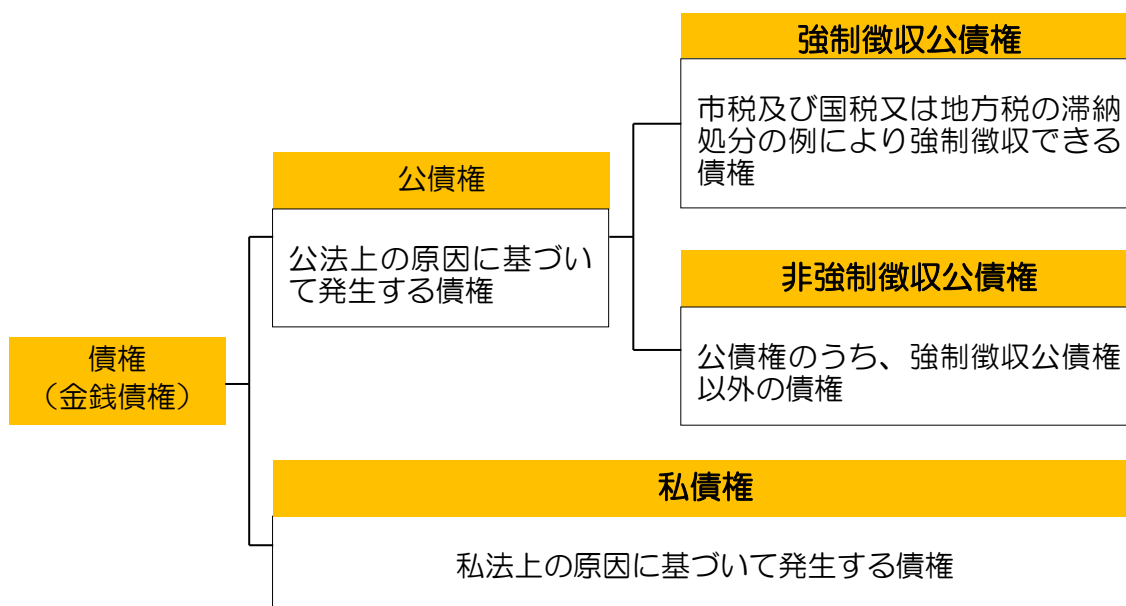 債権
(金銭債権)
公債権
公法上の原因に基づい
て発生する債権
強制徴収公債権
市税及び国税又は地方税の滞納
処分の例により強制徴収できる
債権
非強制徴収公債権
公債権のうち、強制徴収公債権
以外の債権
私債権
私法上の原因に基づいて発生する債権